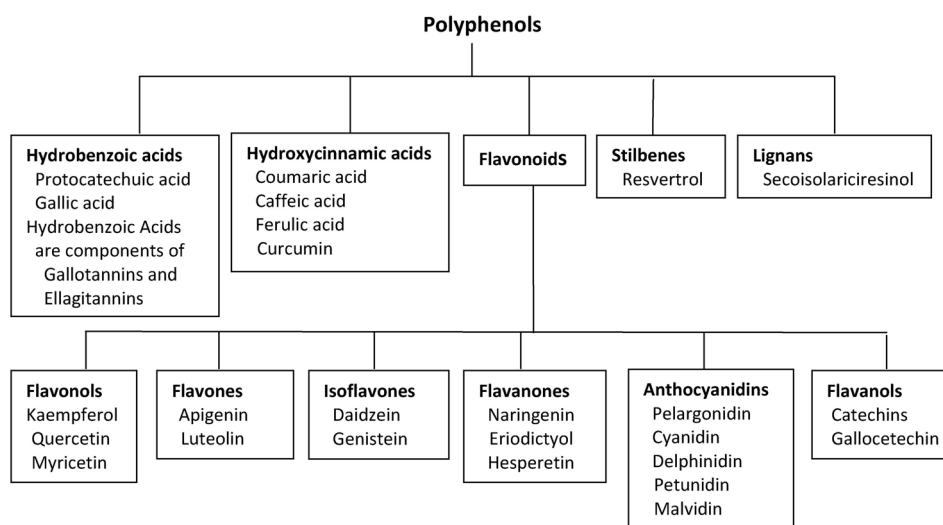 Polyphenols
Hydrobenzoic acids
Protocatechuic acid
Gallic acid
Hydrobenzoic Acids
are components of
Gallotannins and
Ellagitannins
Hydroxycinnamic acids
Coumaric acid
Caffeic acid
Ferulic acid
Curcumin
Flavonoids
Stilbenes
Resvertrol
Lignans
Secoisolariciresinol
Flavonols
Kaempferol
Quercetin
Myricetin
Flavones
Apigenin
Luteolin
Isoflavones
Daidzein
Genistein
Flavanones
Naringenin
Eriodictyol
Hesperetin
Anthocyanidins
Pelargonidin
Cyanidin
Delphinidin
Petunidin
Malvidin
Flavanols
Catechins
Gallocetechin